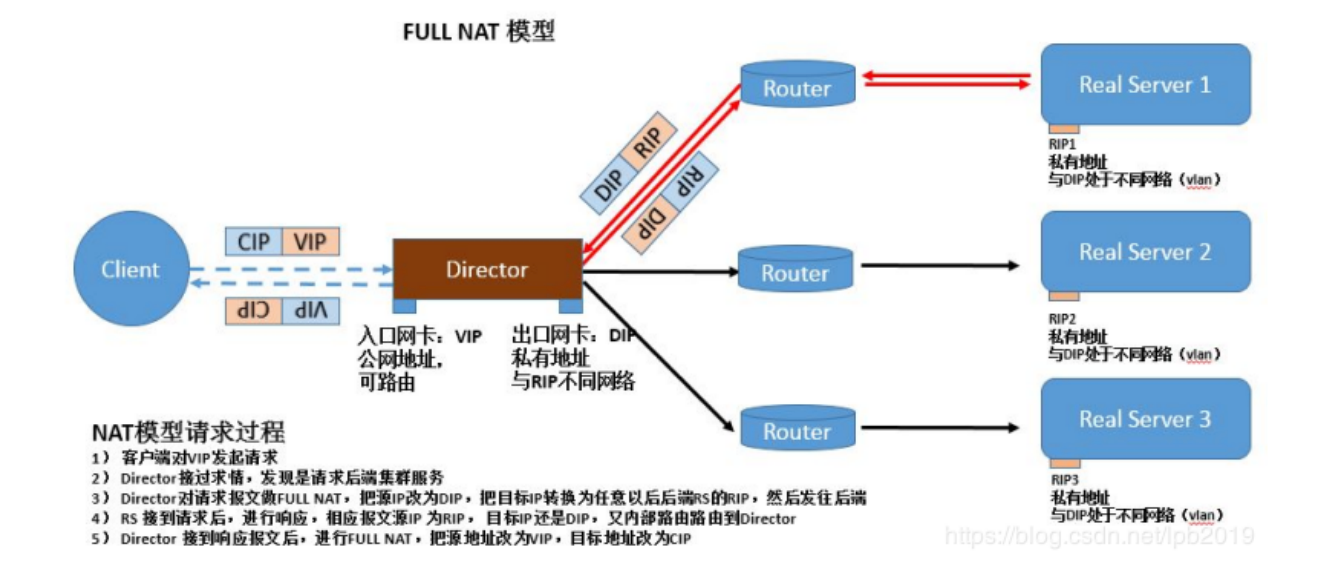 FULL NAT 模型
Router
Real Server 1
RIP1
私有地址
与DIP处于不同网络（vlan）
DIP RIP
RIP DIP
Client
CIP VIP
VIP CIP
Director
入口网卡：VIP
公网地址,
可路由
出口网卡：DIP
私有地址
与RIP不同网络
Router
Real Server 2
RIP2
私有地址
与DIP处于不同网络（vlan）
Router
Real Server 3
RIP3
私有地址
与DIP处于不同网络（vlan）
NAT模型请求过程
1） 客户端对VIP发起请求
2） Director接过求情，发现是请求后端集群服务
3） Director对请求报文做FULL NAT，把源IP改为DIP，把目标IP转换为任意以后后端RS的RIP，然后发往后端
4） RS 接到请求后，进行响应，相应报文源IP 为RIP，目标IP还是DIP，又内部路由路由到Director
5） Director 接到响应报文后，进行FULL NAT，把源地址改为VIP，目标地址改为CIP
https://blog.csdn.net/lpb2019